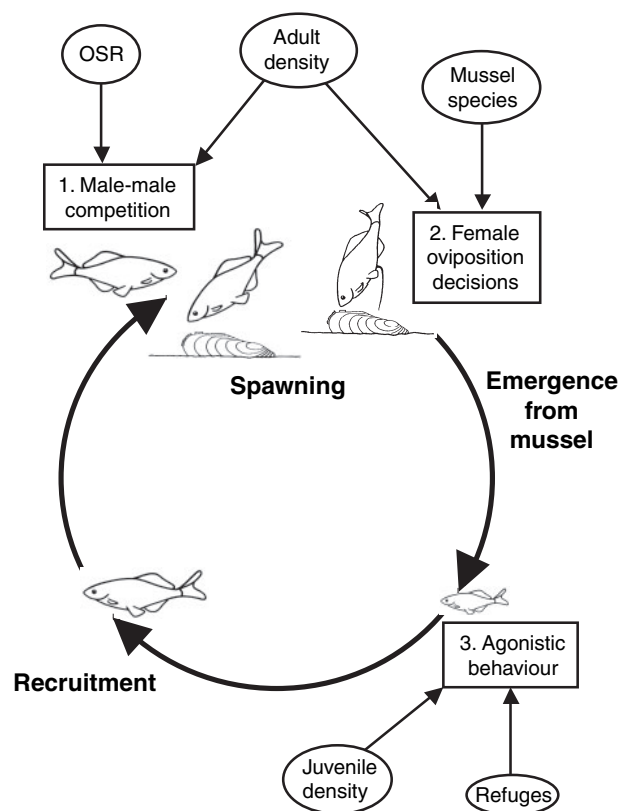 OSR
Adult
density
Mussel
species
1. Male-male
competition
2. Female
oviposition
decisions
Spawning
Emergence
from
mussel
3. Agonistic
behaviour
Recruitment
Juvenile
density
Refuges